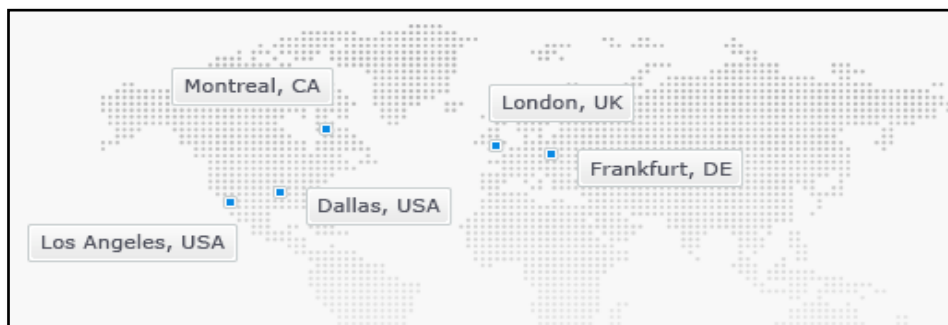 Montreal, CA
London, UK
Frankfurt, DE
Dallas, USA
Los Angeles, USA